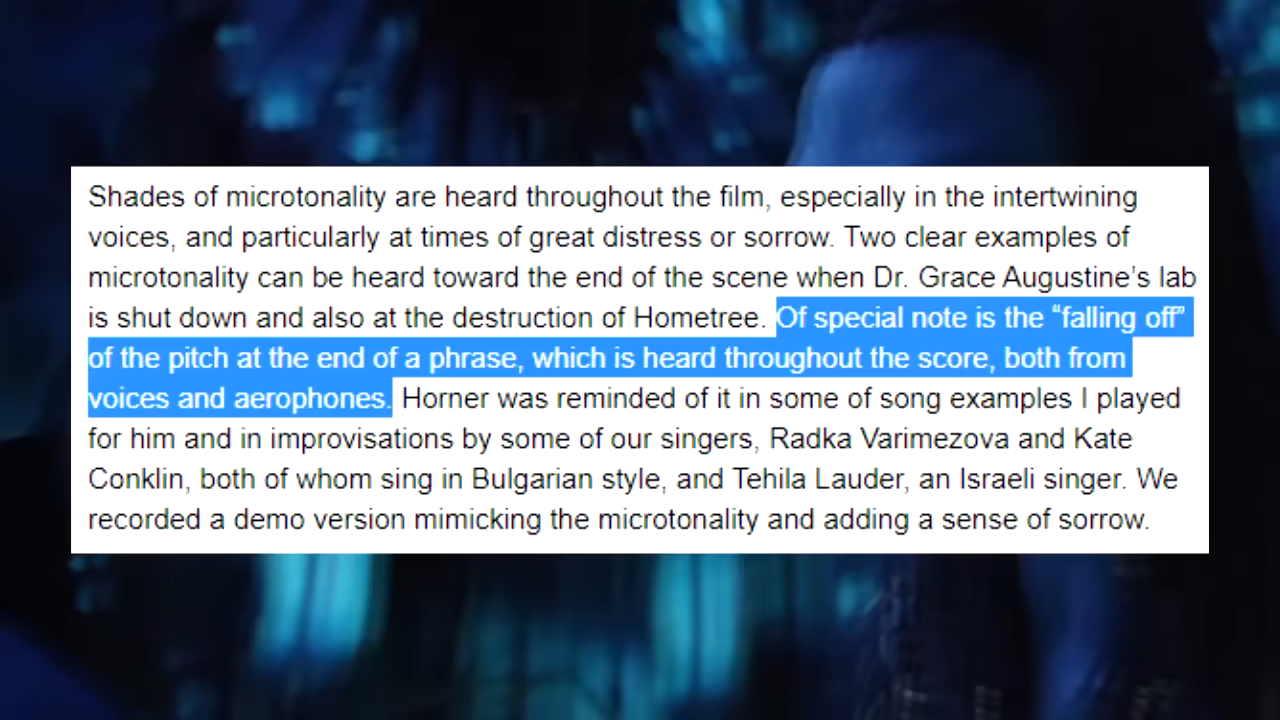 Shades of microtonality are heard throughout the film, especially in the intertwining
voices, and particularly at times of great distress or sorrow. Two clear examples of
microtonality can be heard toward the end of the scene when Dr. Grace Augustine’s lab
is shut down and also at the destruction of Hometree. Of special note is the “falling off”
of the pitch at the end of a phrase, which is heard throughout the score, both from
voices and aerophones. Horner was reminded of it in some of song examples I played
for him and in improvisations by some of our singers, Radka Varimezova and Kate
Conklin, both of whom sing in Bulgarian style, and Tehila Lauder, an Israeli singer. We
recorded a demo version mimicking the microtonality and adding a sense of sorrow.